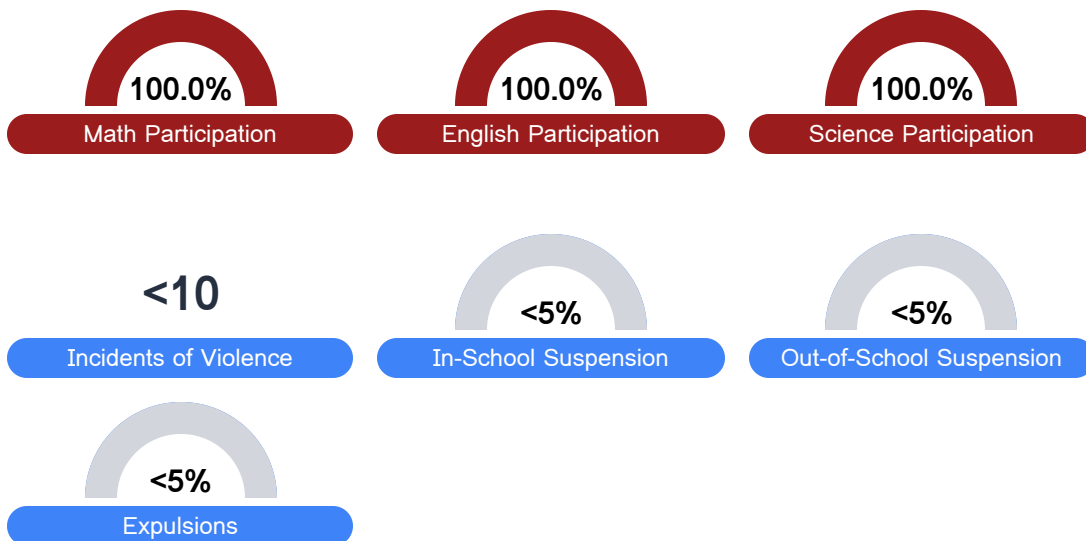 100.0%
Math Participation
100.0%
English Participation
100.0%
Science Participation
<10
Incidents of Violence
<5%
In-School Suspension
<5%
Out-of-School Suspension
<5%
Expulsions